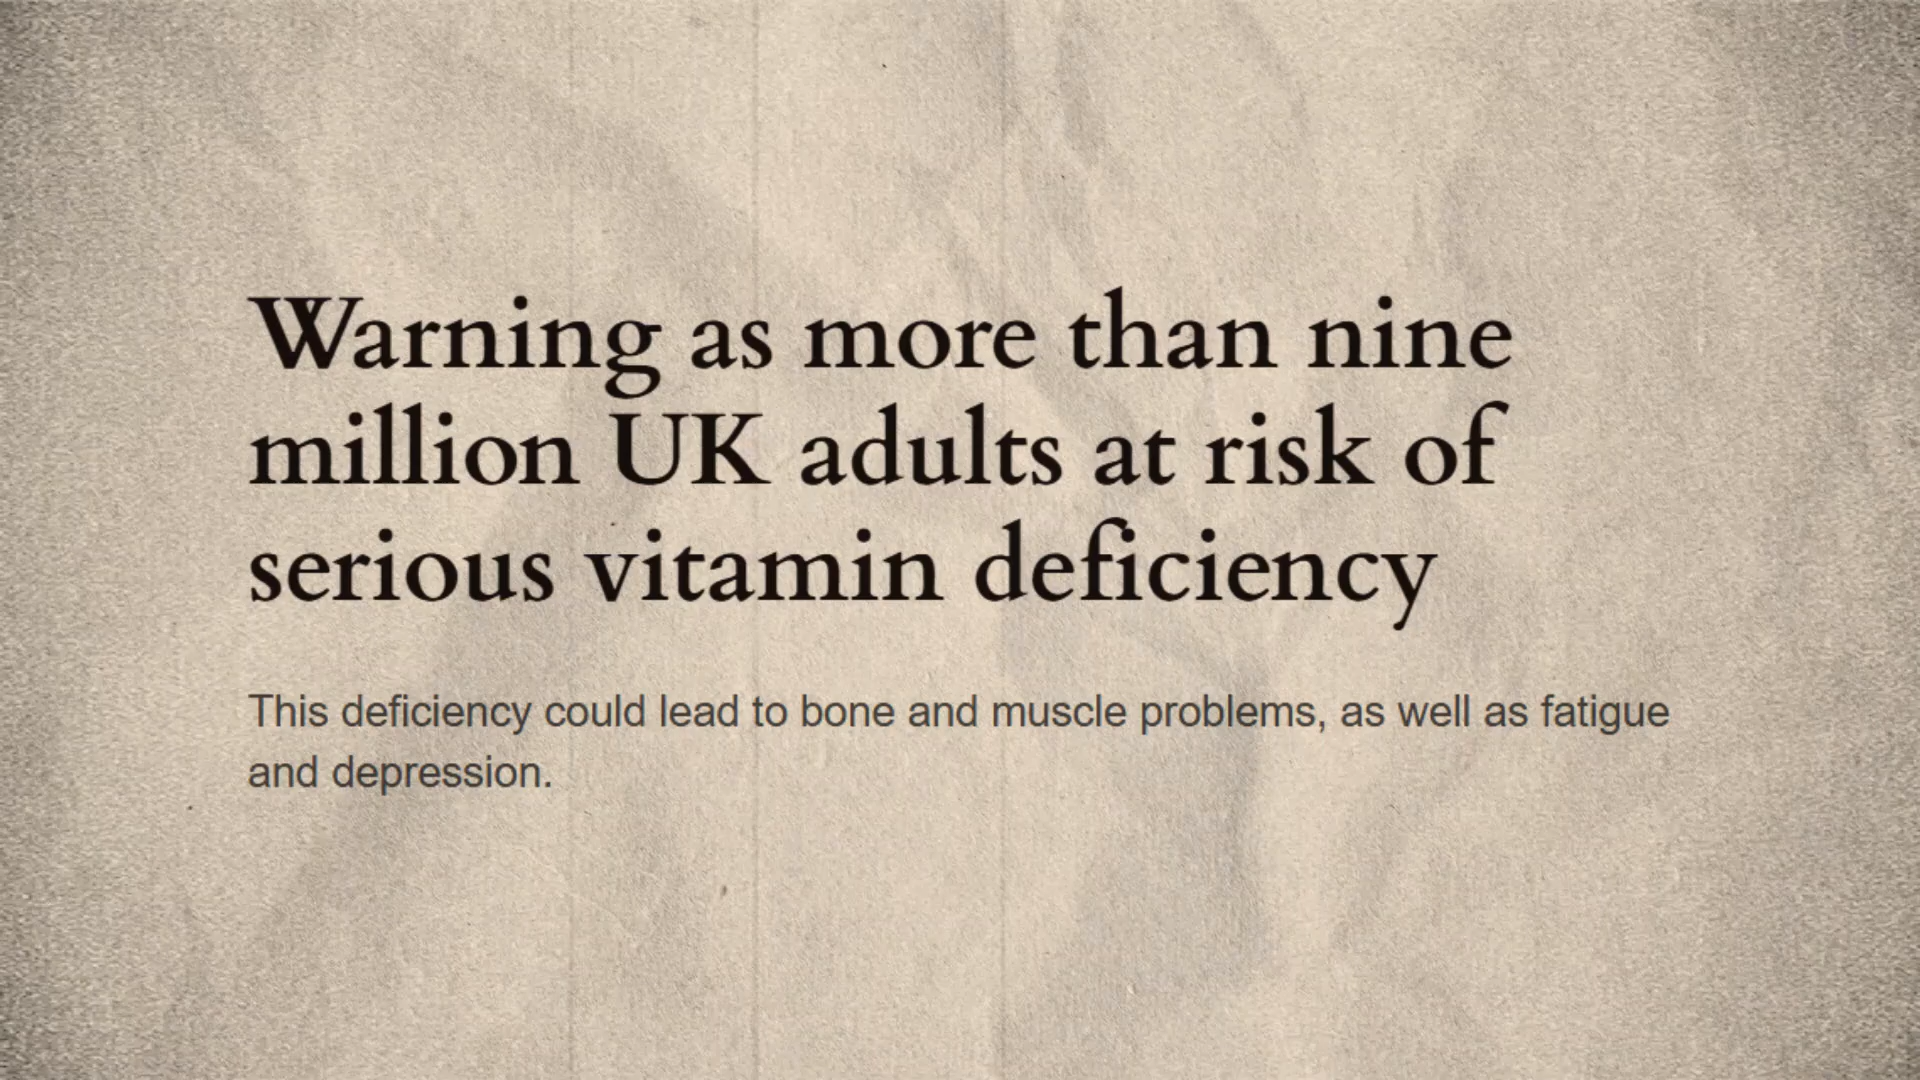 Warning as more than nine
million UK adults at risk of
serious vitamin deficiency
This deficiency could lead to bone and muscle problems, as well as fatigue
and depression.